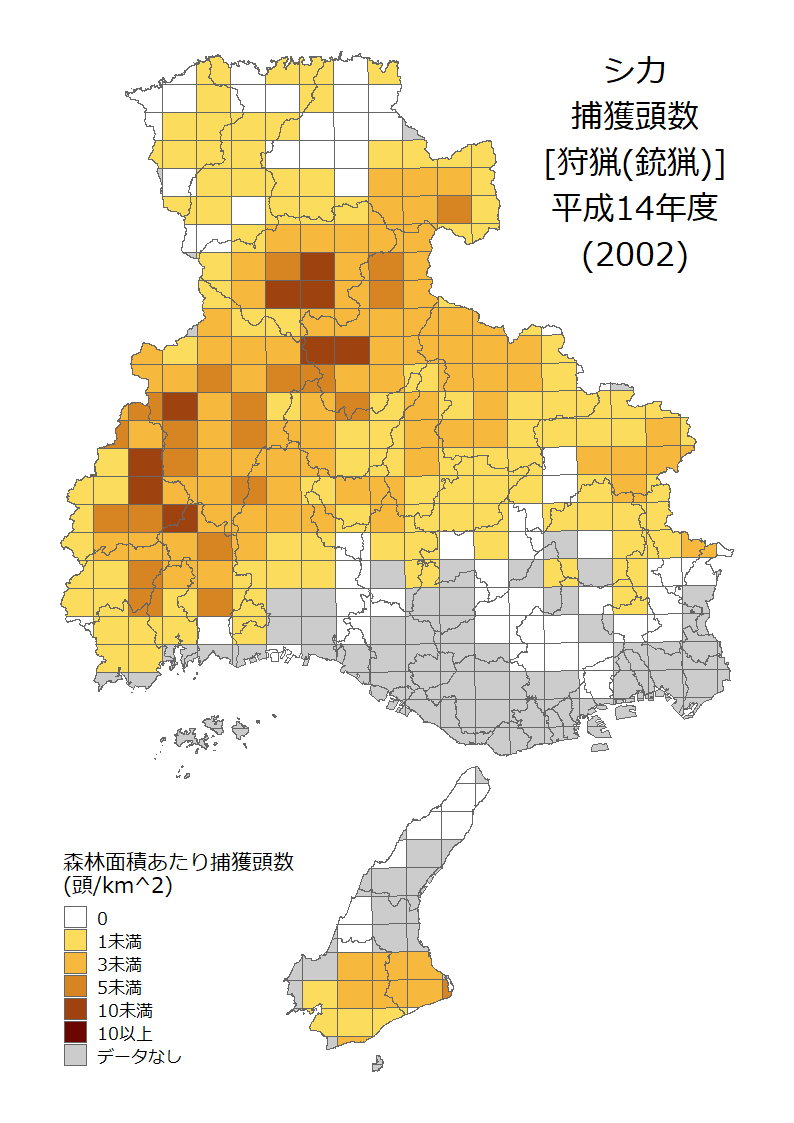 シカ
捕獲頭数
[狩猟(銃猟)]
平成14年度
(2002)
森林面積あたり捕獲頭数
(頭/km^2)
0
1未満
3未満
5未満
10未満
10以上
データなし